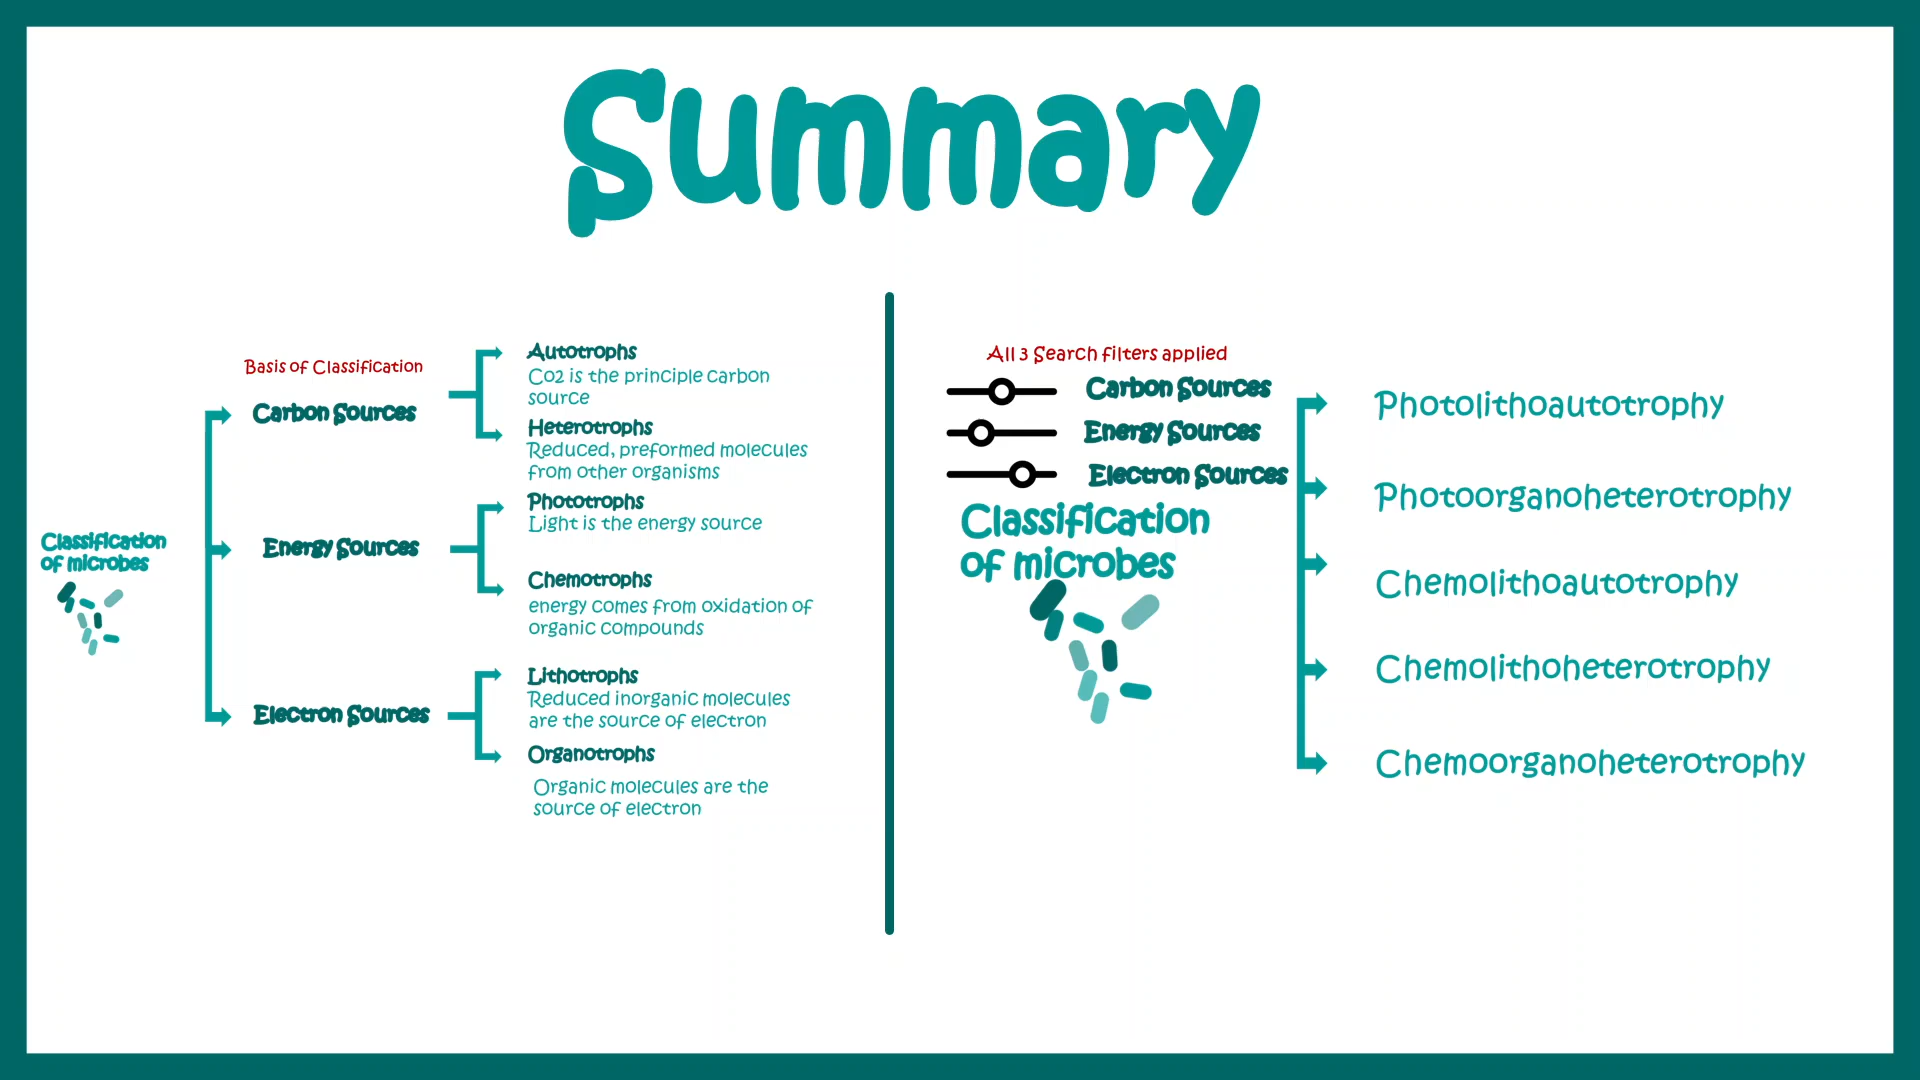 Summary
Basis of Classification
Classification
of microbes
Carbon Sources
Autotrophs
Co2 is the principle carbon
source
Heterotrophs
Reduced, preformed molecules
from other organisms
Energy Sources
Phototrophs
Light is the energy source
Chemotrophs
energy comes from oxidation of
organic compounds
Electron Sources
Lithotrophs
Reduced inorganic molecules
are the source of electron
Organotrophs
Organic molecules are the
source of electron
All 3 Search filters applied
Carbon Sources
Energy Sources
Electron Sources
Classification
of microbes
Photolithoautotrophy
Photoorganoheterotrophy
Chemolithoautotrophy
Chemolithoheterotrophy
Chemoorganoheterotrophy